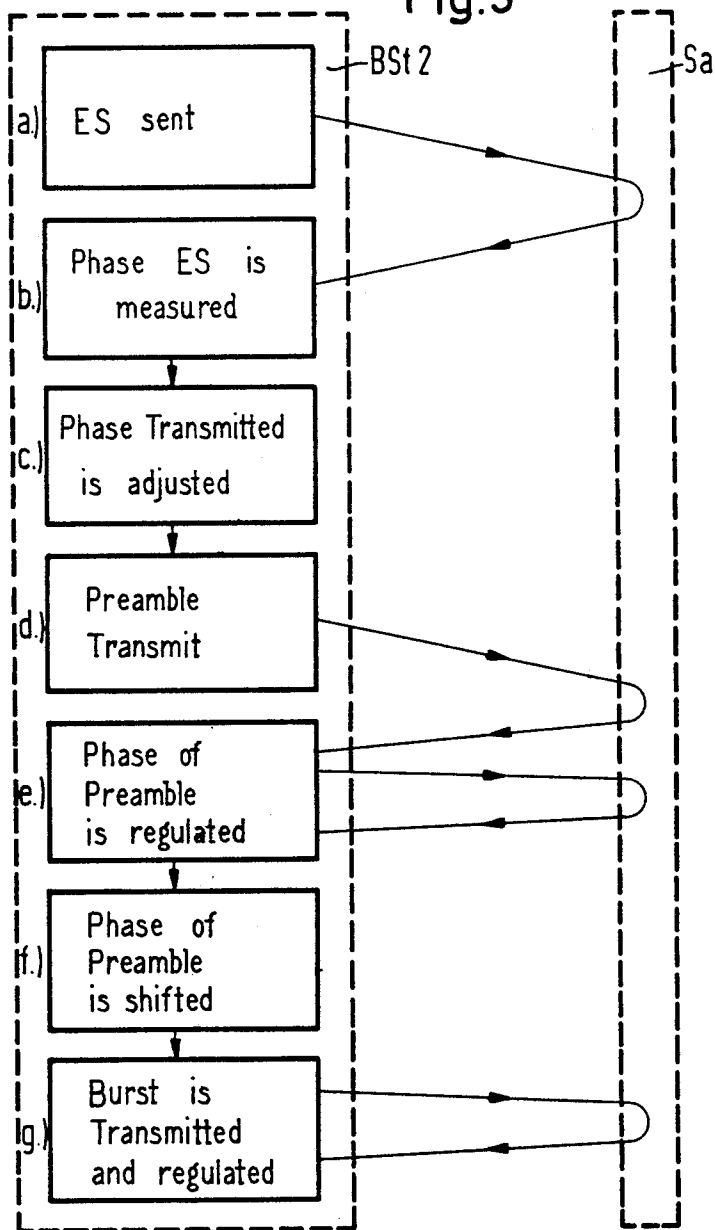 Fig.3
BSt 2
Sa
a.) ES sent
b.) Phase ES is
measured
c.) Phase Transmitted
is adjusted
d.) Preamble
Transmit
e.) Phase of
Preamble
is regulated
f.) Phase of
Preamble
is shifted
g.) Burst is
Transmitted
and regulated